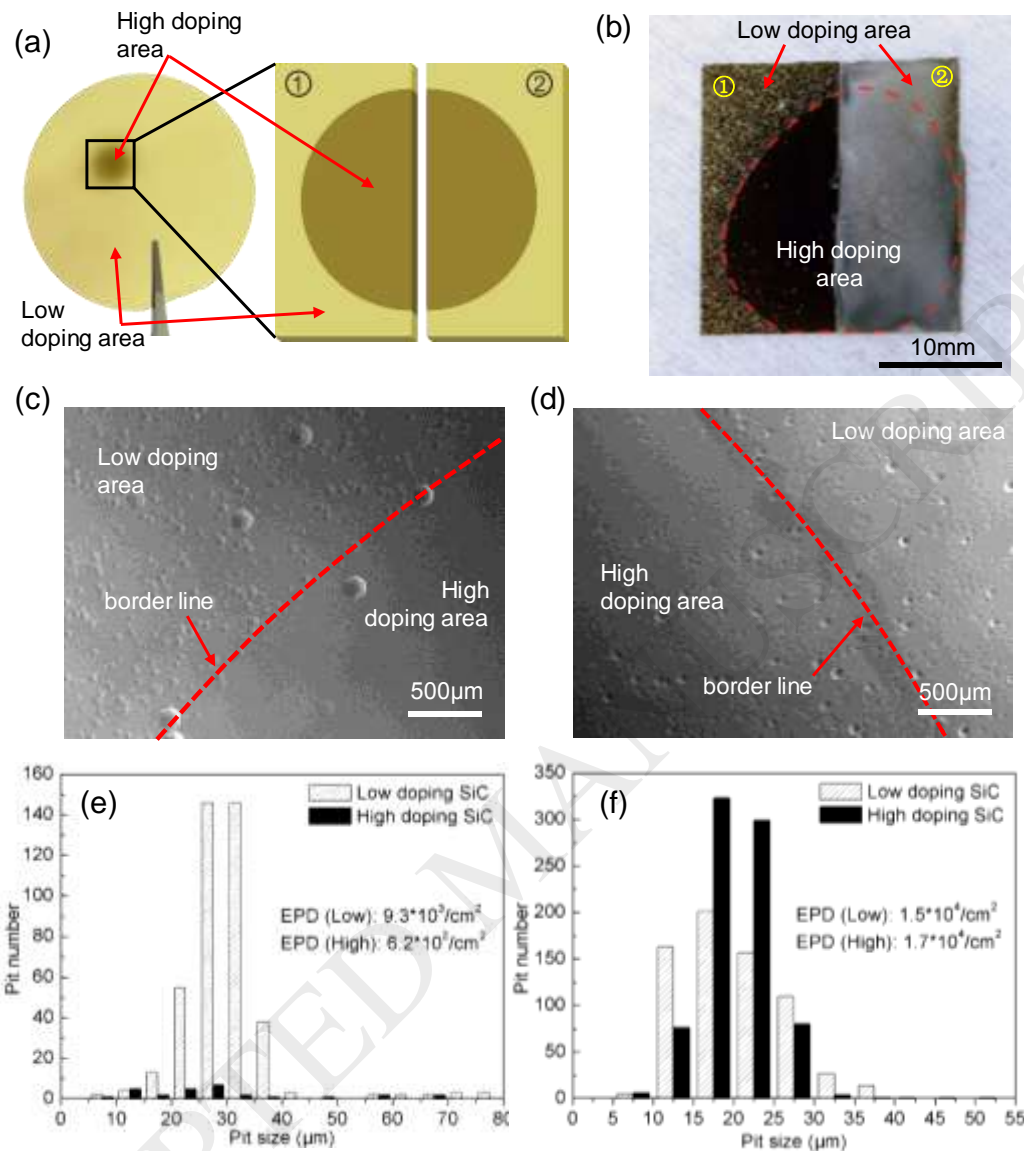 (a)
High doping
area
①
②
Low
doping area
(b)
Low doping area
①
②
High doping
area
10mm
(c)
Low doping
area
border line
High
doping area
500μm
(d)
Low doping area
High
doping area
border line
500μm
(e)
Low doping SiC
High doping SiC
EPD (Low): 9.3*10³/cm²
EPD (High): 6.2*10²/cm²
Pit number
160
140
120
100
80
60
40
20
0
0 10 20 30 40 50 60 70 80
Pit size (μm)
(f)
Low doping SiC
High doping SiC
EPD (Low): 1.5*10⁴/cm²
EPD (High): 1.7*10⁴/cm²
Pit number
350
300
250
200
150
100
50
0
0 5 10 15 20 25 30 35 40 45 50 55
Pit size (μm)